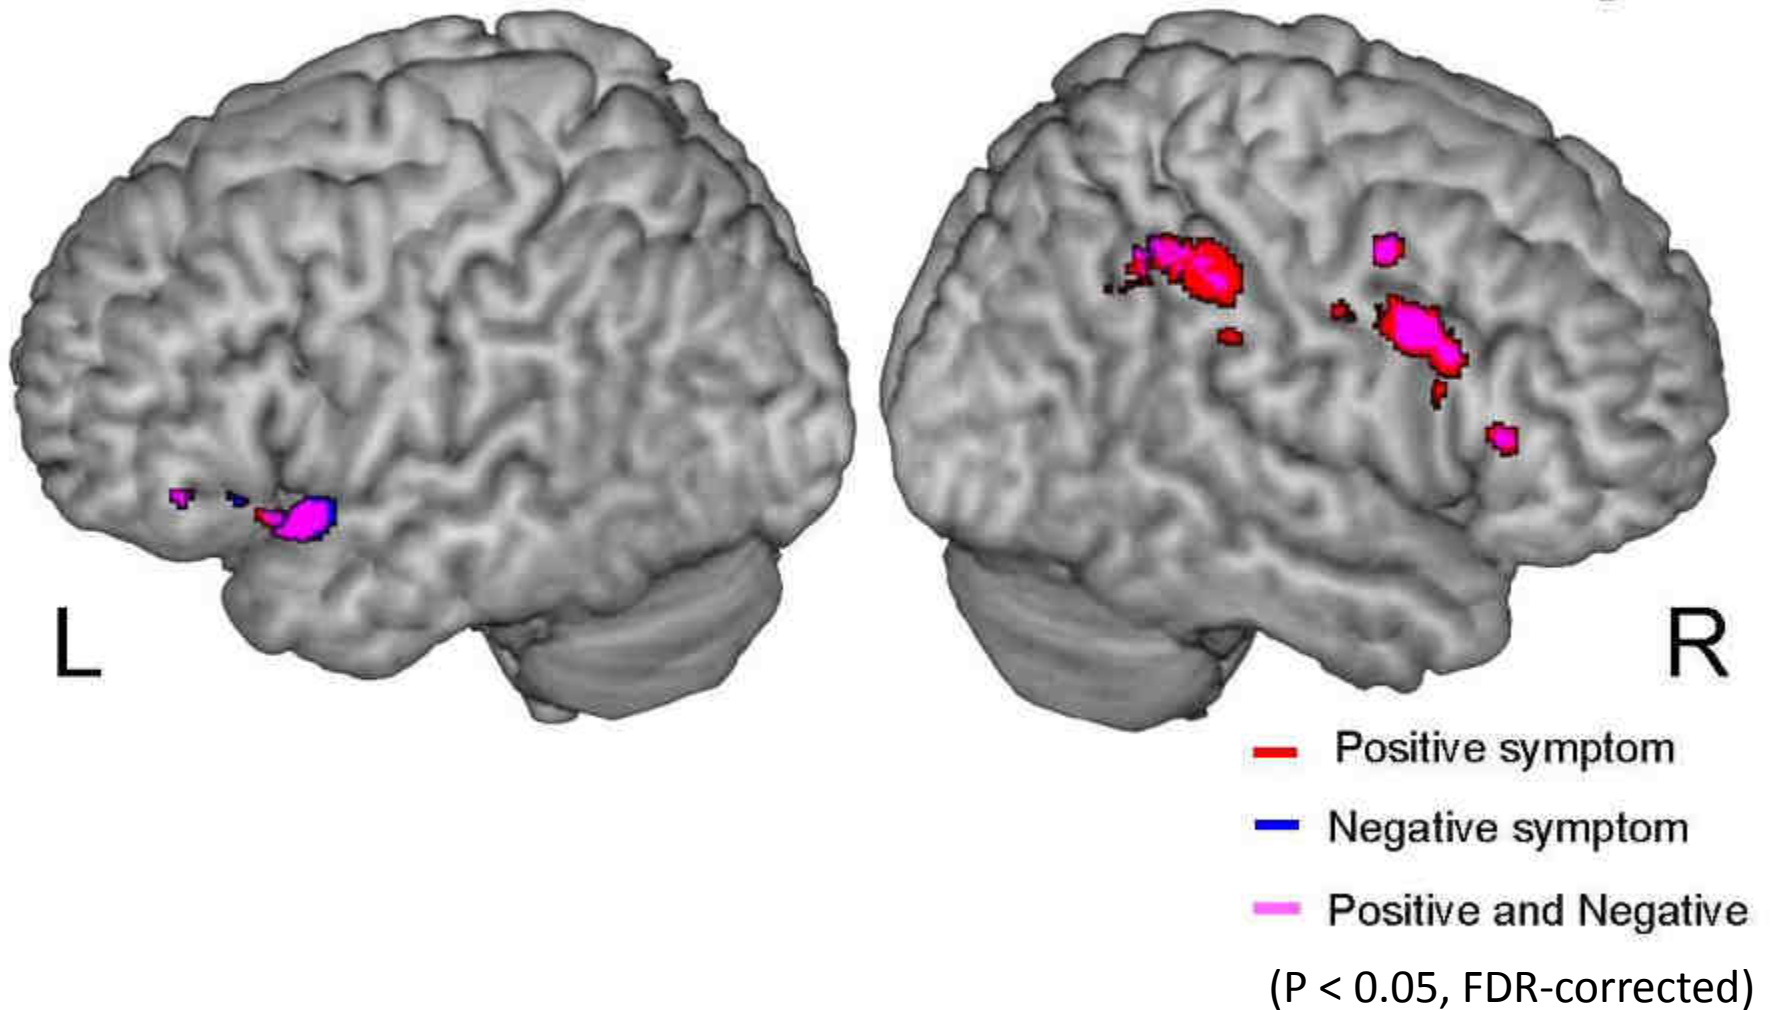 L
R
Positive symptom
Negative symptom
Positive and Negative
(P < 0.05, FDR-corrected)